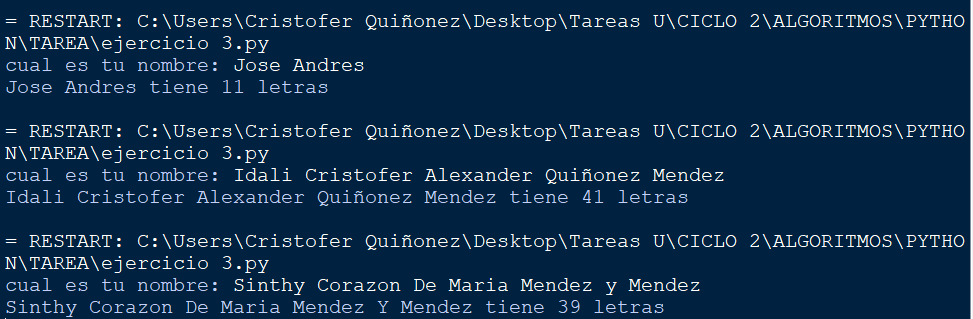 = RESTART: C:\Users\Cristofer Quiñonez\Desktop\Tareas U\CICLO 2\ALGORITMOS\PYTHO
N\TAREA\ejercicio 3.py
cual es tu nombre: Jose Andres
Jose Andres tiene 11 letras
= RESTART: C:\Users\Cristofer Quiñonez\Desktop\Tareas U\CICLO 2\ALGORITMOS\PYTHO
N\TAREA\ejercicio 3.py
cual es tu nombre: Idali Cristofer Alexander Quiñonez Mendez
Idali Cristofer Alexander Quiñonez Mendez tiene 41 letras
= RESTART: C:\Users\Cristofer Quiñonez\Desktop\Tareas U\CICLO 2\ALGORITMOS\PYTHO
N\TAREA\ejercicio 3.py
cual es tu nombre: Sinthy Corazon De Maria Mendez y Mendez
Sinthy Corazon De Maria Mendez Y Mendez tiene 39 letras